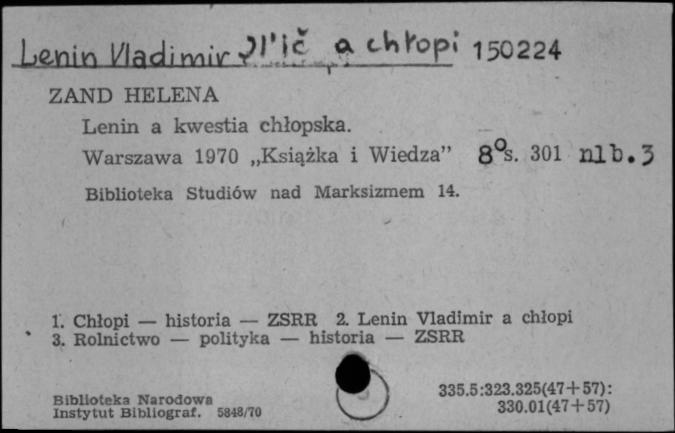 Lenin Vladimir Il'ič a chłopi 150224
ZAND HELENA
Lenin a kwestia chłopska.
Warszawa 1970 „Książka i Wiedza” 8⁰ s. 301 nlb. 3
Biblioteka Studiów nad Marksizmem 14.
1. Chłopi — historia — ZSRR 2. Lenin Vladimir a chłopi
3. Rolnictwo — polityka — historia — ZSRR
Biblioteka Narodowa
Instytut Bibliograf. 5848/70
335.5:323.325(47+57):
330.01(47+57)